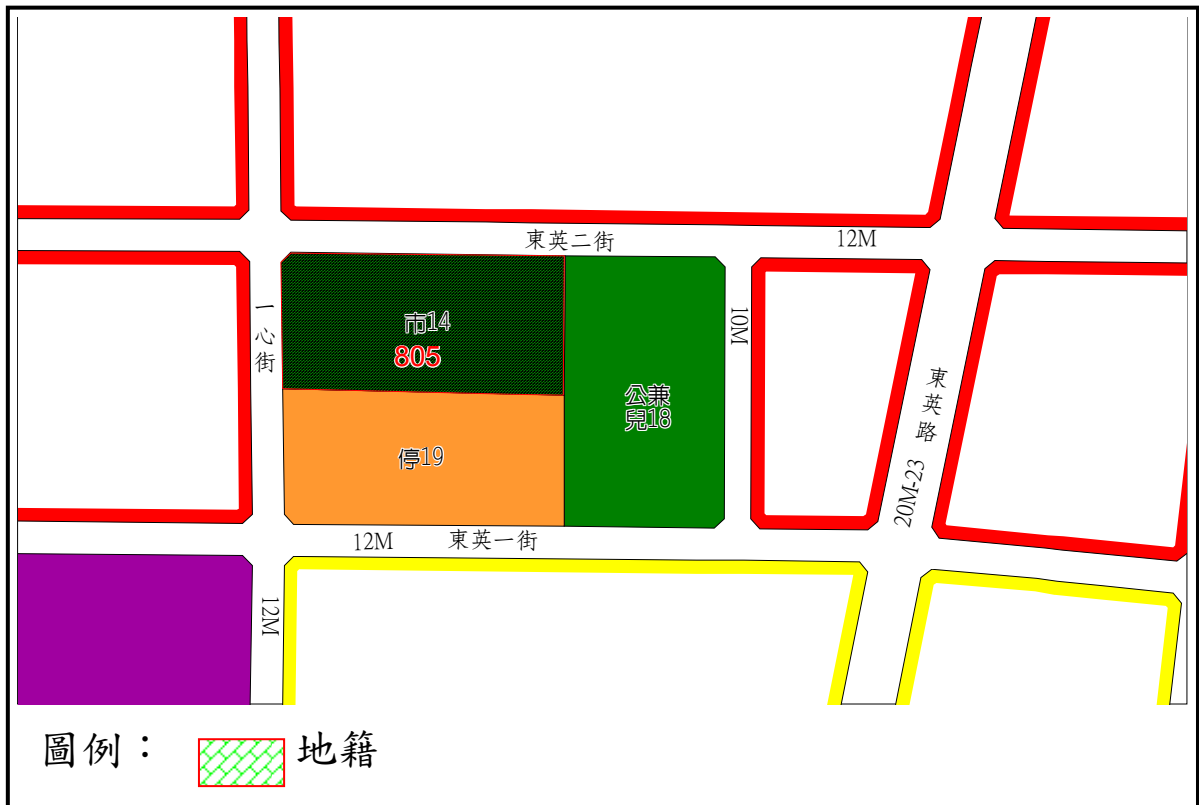 東英二街
12M
一心街
市14
805
10M
公兼
兒18
東英路
停19
20M-23
12M
東英一街
12M
圖例：
地籍